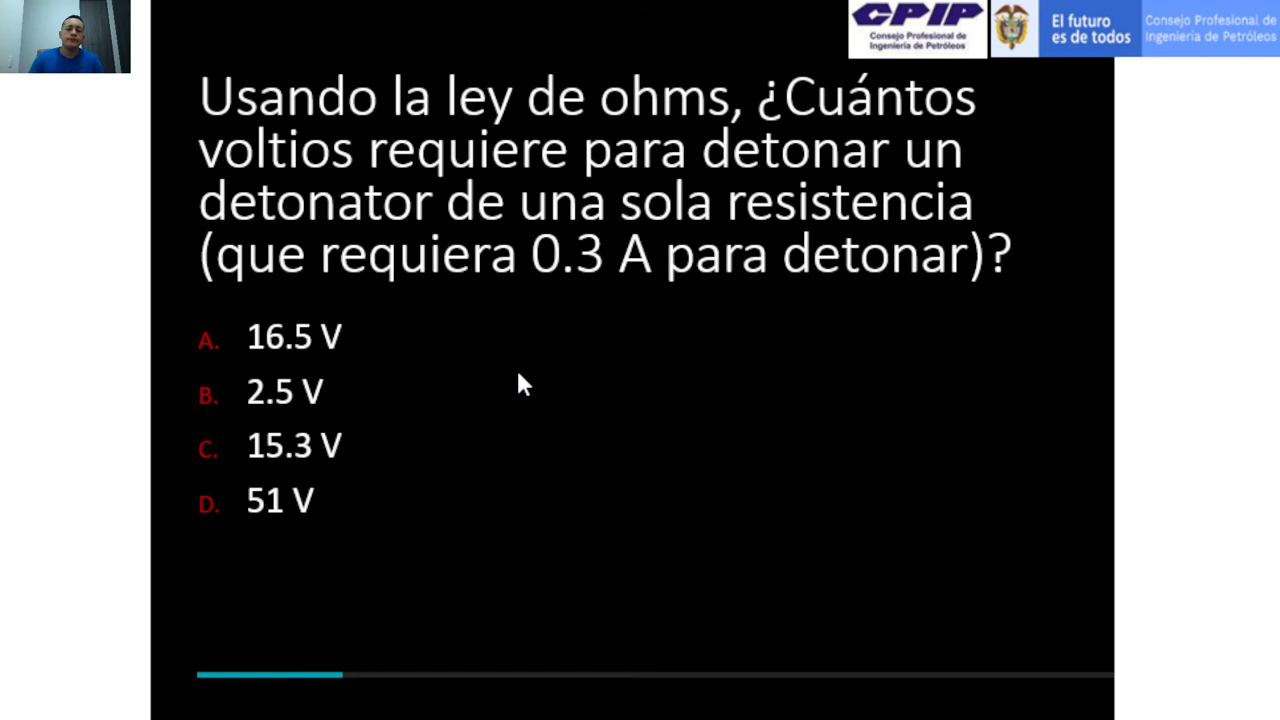 CPIP
Consejo Profesional de
Ingeniería de Petróleos
El futuro
es de todos
Consejo Profesional de
Ingeniería de Petróleos
Usando la ley de ohms, ¿Cuántos
voltios requiere para detonar un
detonator de una sola resistencia
(que requiera 0.3 A para detonar)?
A. 16.5 V
B. 2.5 V
C. 15.3 V
D. 51 V